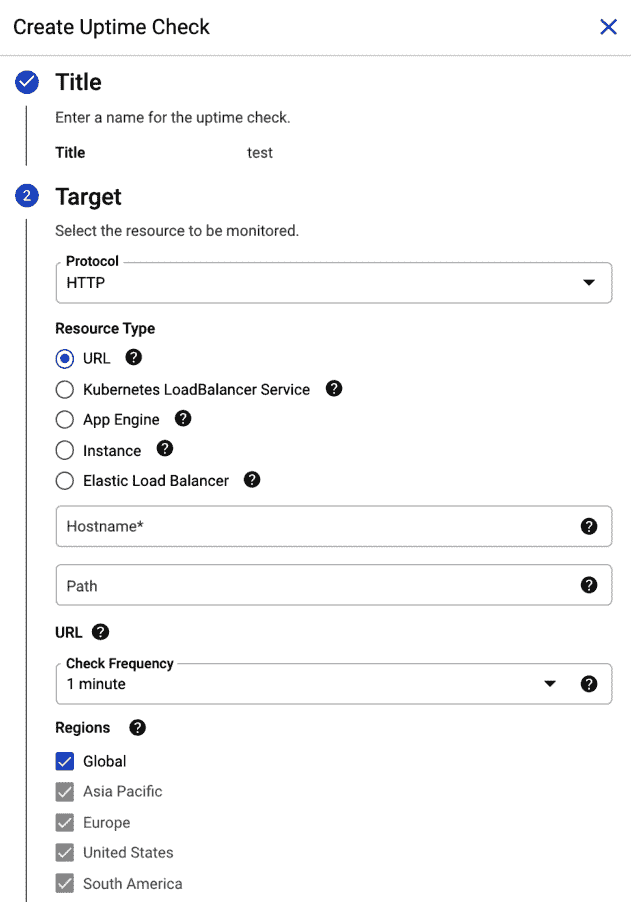 Create Uptime Check
Title
Enter a name for the uptime check.
Title test
2 Target
Select the resource to be monitored.
Protocol
HTTP
Resource Type
URL ?
Kubernetes LoadBalancer Service ?
App Engine ?
Instance ?
Elastic Load Balancer ?
Hostname* ?
Path ?
URL ?
Check Frequency
1 minute ?
Regions ?
Global
Asia Pacific
Europe
United States
South America